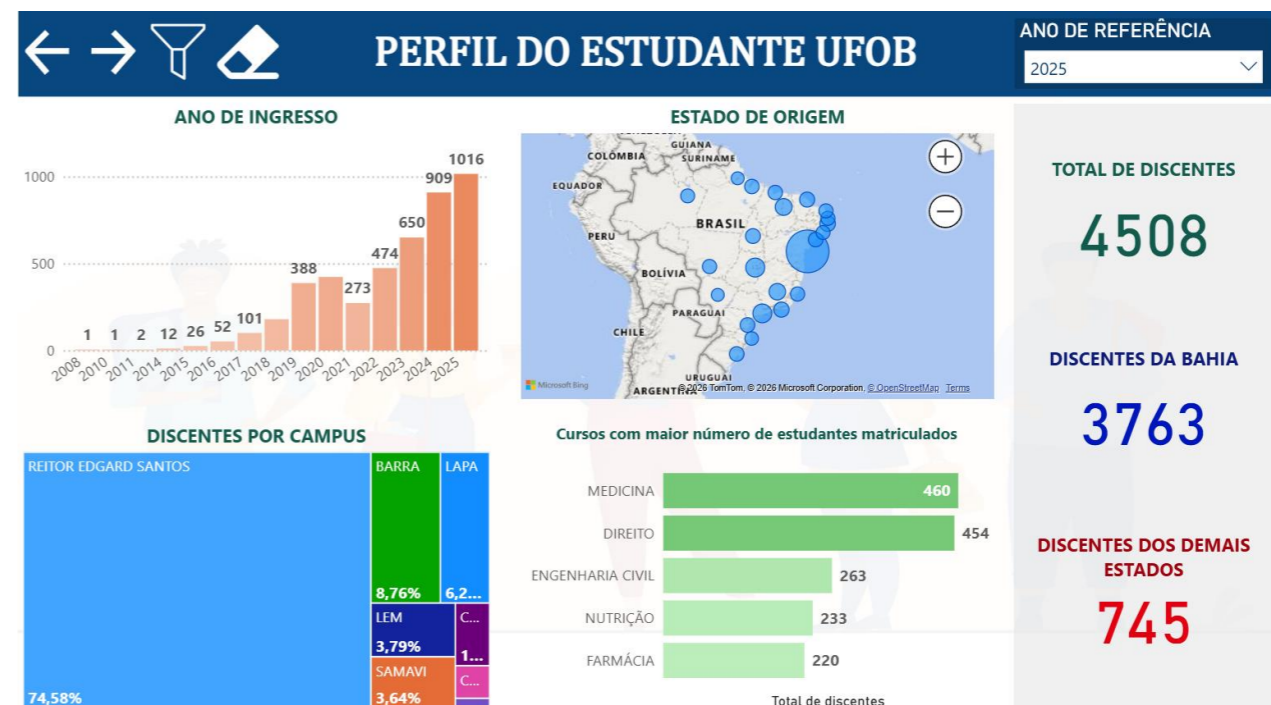 PERFIL DO ESTUDANTE UFOB
ANO DE REFERÊNCIA
2025
ANO DE INGRESSO
1000
500
0
1
1
2
12
26
52
101
388
273
474
650
909
1016
2008
2010
2011
2014
2015
2016
2017
2018
2019
2020
2021
2022
2023
2024
2025
ESTADO DE ORIGEM
GUIANA
COLÔMBIA
SURINAME
EQUADOR
BRASIL
PERU
BOLÍVIA
PARAGUAI
CHILE
URUGUAI
Microsoft Bing
© 2026 TomTom, © 2026 Microsoft Corporation, © OpenStreetMap Terms
TOTAL DE DISCENTES
4508
DISCENTES DA BAHIA
3763
DISCENTES DOS DEMAIS
ESTADOS
745
DISCENTES POR CAMPUS
REITOR EDGARD SANTOS
74,58%
BARRA
8,76%
LAPA
6,2...
LEM
3,79%
C...
1...
SAMAVI
3,64%
C...
Cursos com maior número de estudantes matriculados
MEDICINA 460
DIREITO 454
ENGENHARIA CIVIL 263
NUTRIÇÃO 233
FARMÁCIA 220
Total de discentes